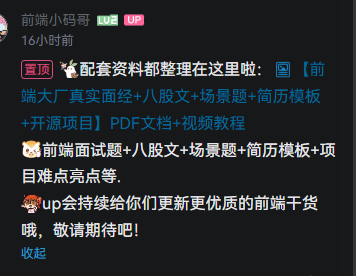 前端小码哥 LV2 UP
16小时前
置顶 配套资料都整理在这里啦：【前
端大厂真实面经+八股文+场景题+简历模板
+开源项目】PDF文档+视频教程
前端面试题+八股文+场景题+简历模板+项
目难点亮点等.
up会持续给你们更新更优质的前端干货
哦，敬请期待吧！
收起